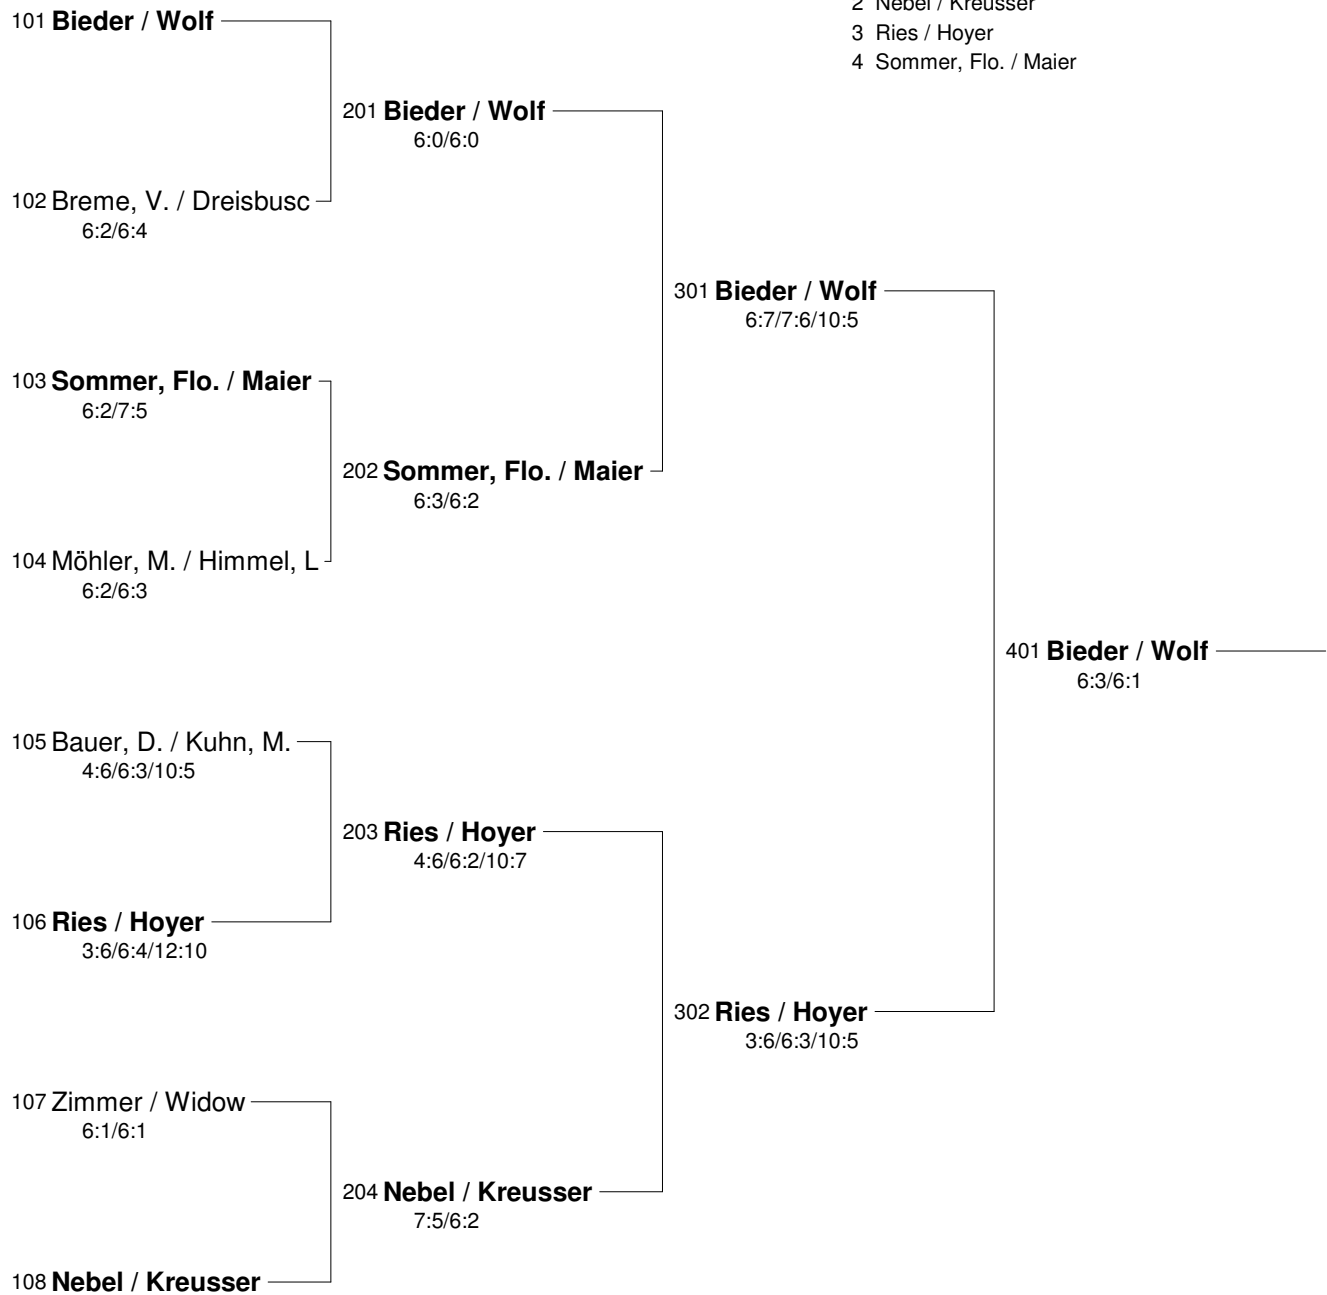 2 Nebel / Kreusser
3 Ries / Hoyer
4 Sommer, Flo. / Maier
101 Bieder / Wolf
201 Bieder / Wolf
6:0/6:0
102 Breme, V. / Dreisbusc
6:2/6:4
301 Bieder / Wolf
6:7/7:6/10:5
103 Sommer, Flo. / Maier
6:2/7:5
202 Sommer, Flo. / Maier
6:3/6:2
104 Möhler, M. / Himmel, L
6:2/6:3
401 Bieder / Wolf
6:3/6:1
105 Bauer, D. / Kuhn, M.
4:6/6:3/10:5
203 Ries / Hoyer
4:6/6:2/10:7
106 Ries / Hoyer
3:6/6:4/12:10
302 Ries / Hoyer
3:6/6:3/10:5
107 Zimmer / Widow
6:1/6:1
204 Nebel / Kreusser
7:5/6:2
108 Nebel / Kreusser